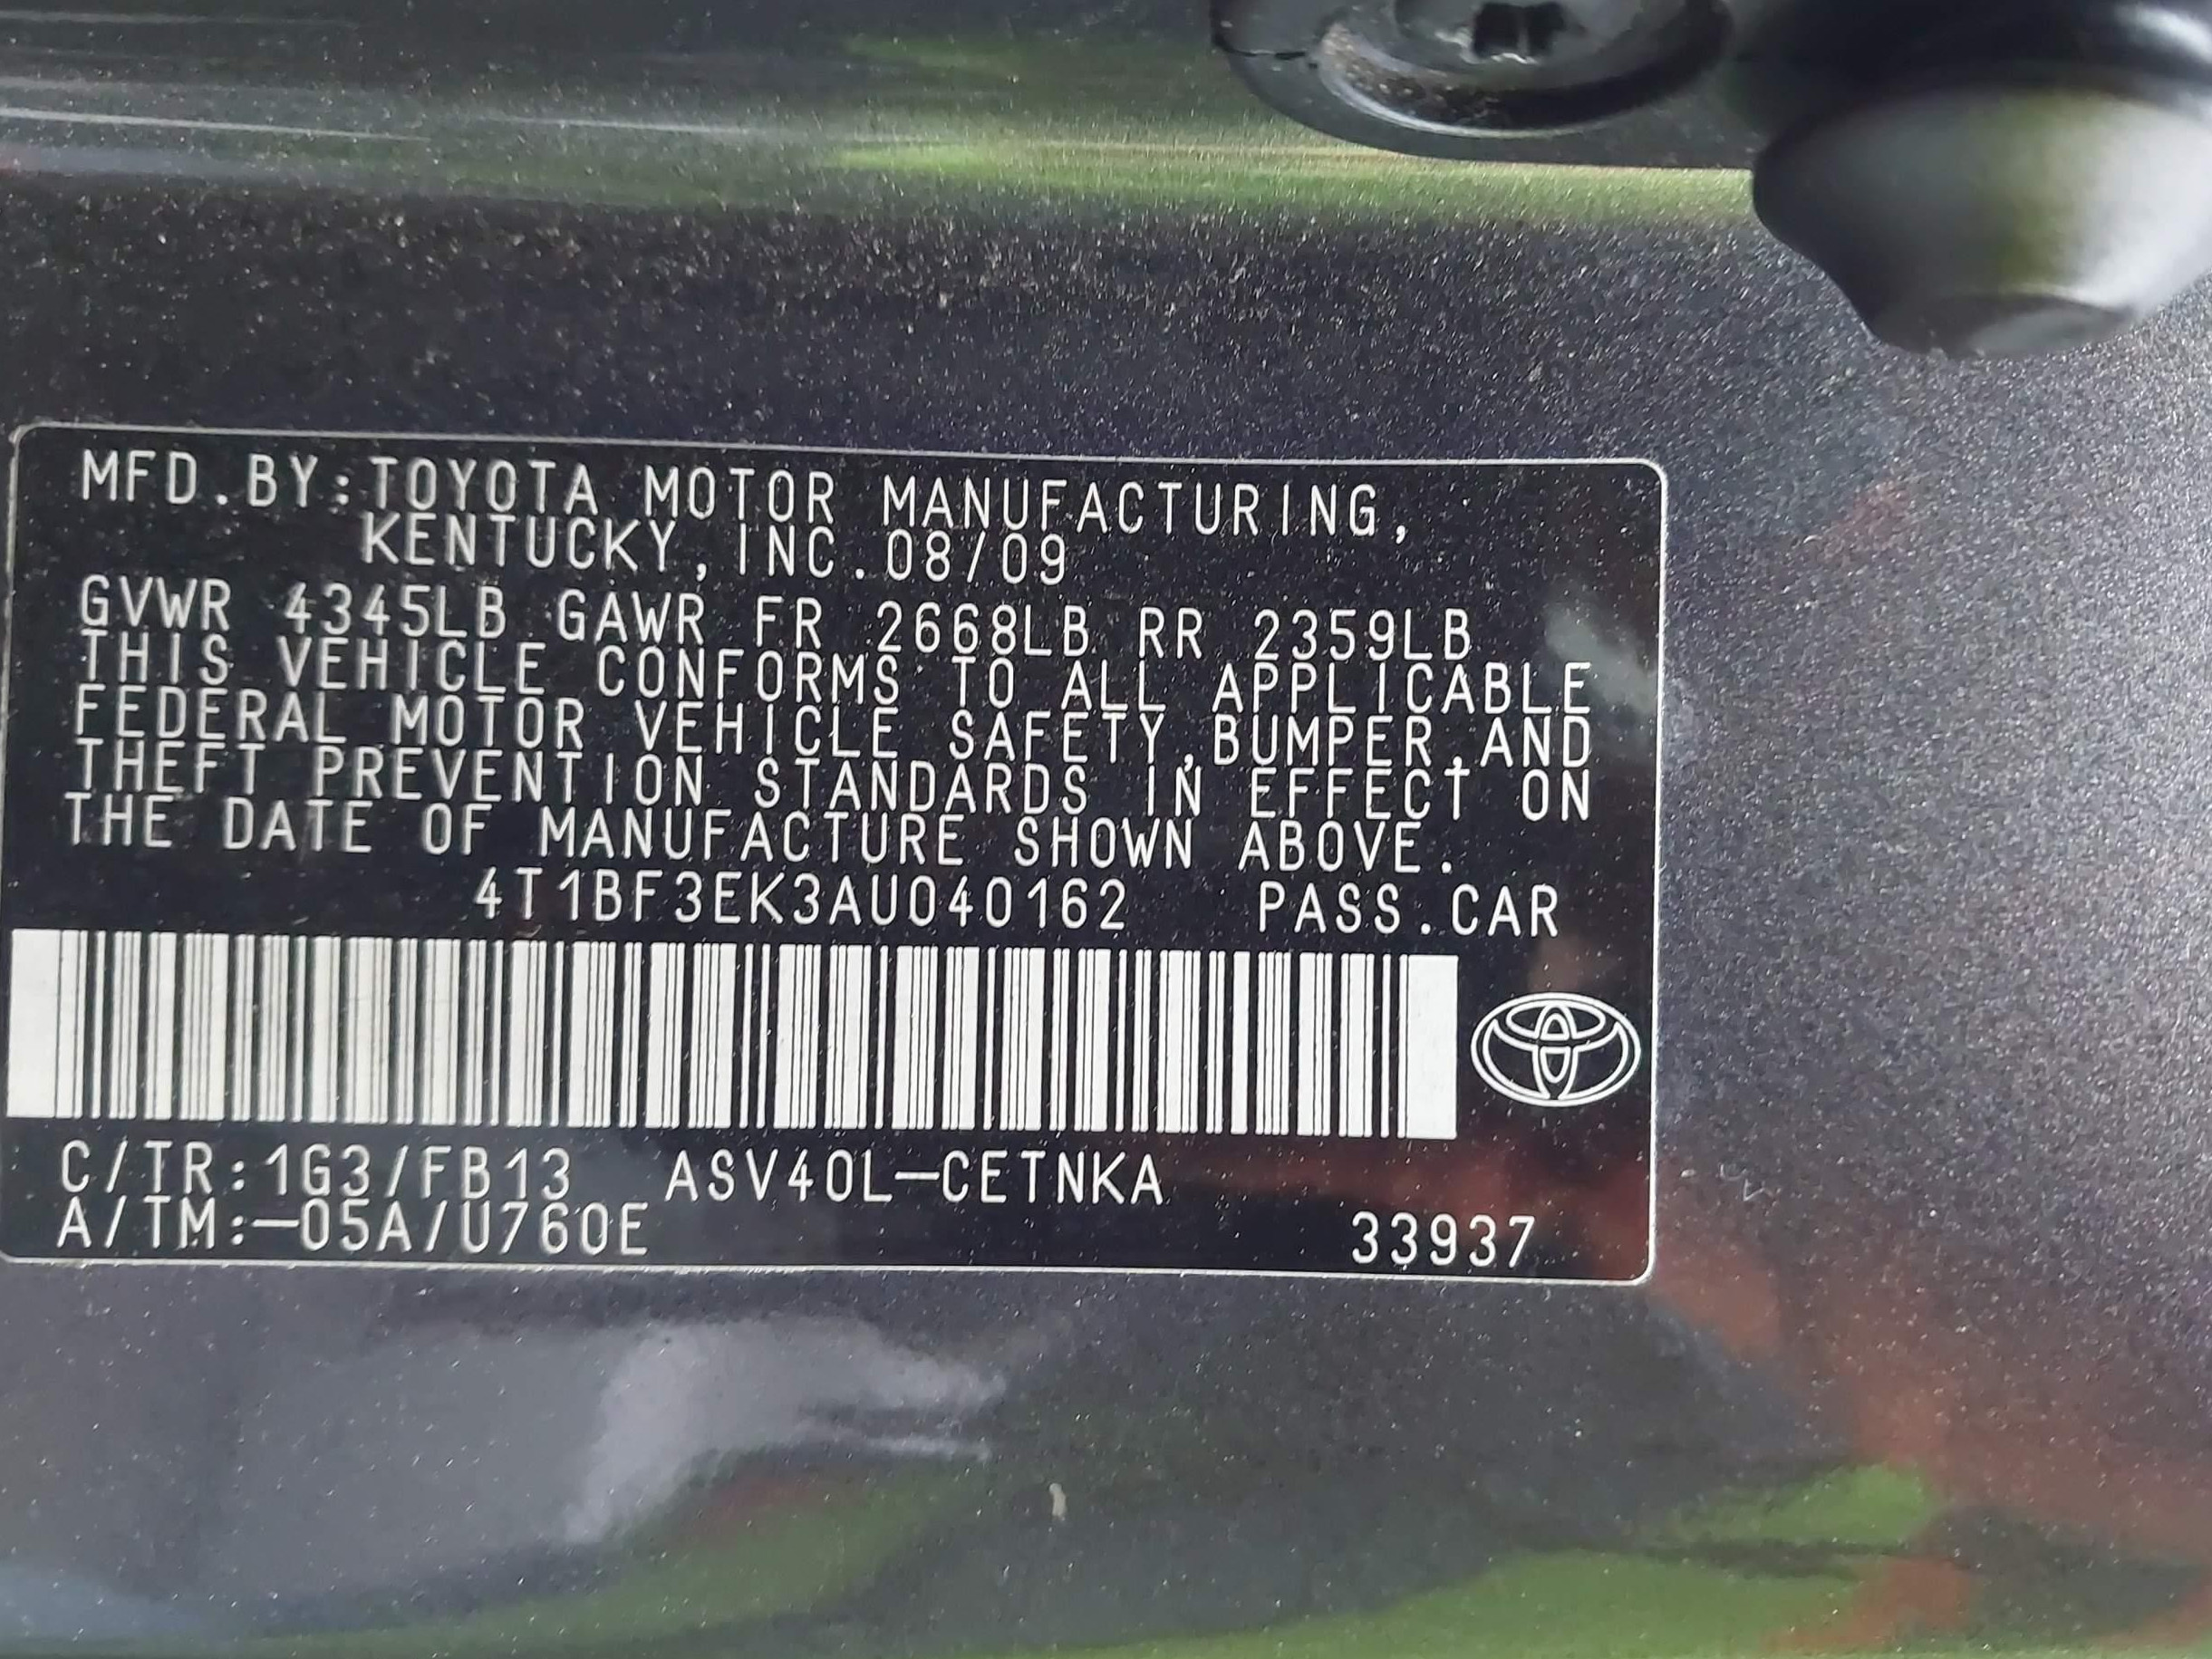 MFD.BY:TOYOTA MOTOR MANUFACTURING,
KENTUCKY, INC.08/09
GVWR 4345LB GAWR FR 2668LB RR 2359LB
THIS VEHICLE CONFORMS TO ALL APPLICABLE
FEDERAL MOTOR VEHICLE SAFETY,BUMPER,AND
THEFT PREVENTION STANDARDS IN EFFECT ON
THE DATE OF MANUFACTURE SHOWN ABOVE.
4T1BF3EK3AU040162 PASS.CAR
C/TR:1G3/FB13 ASV40L-CETNKA
A/TM:-05A/U760E
33937